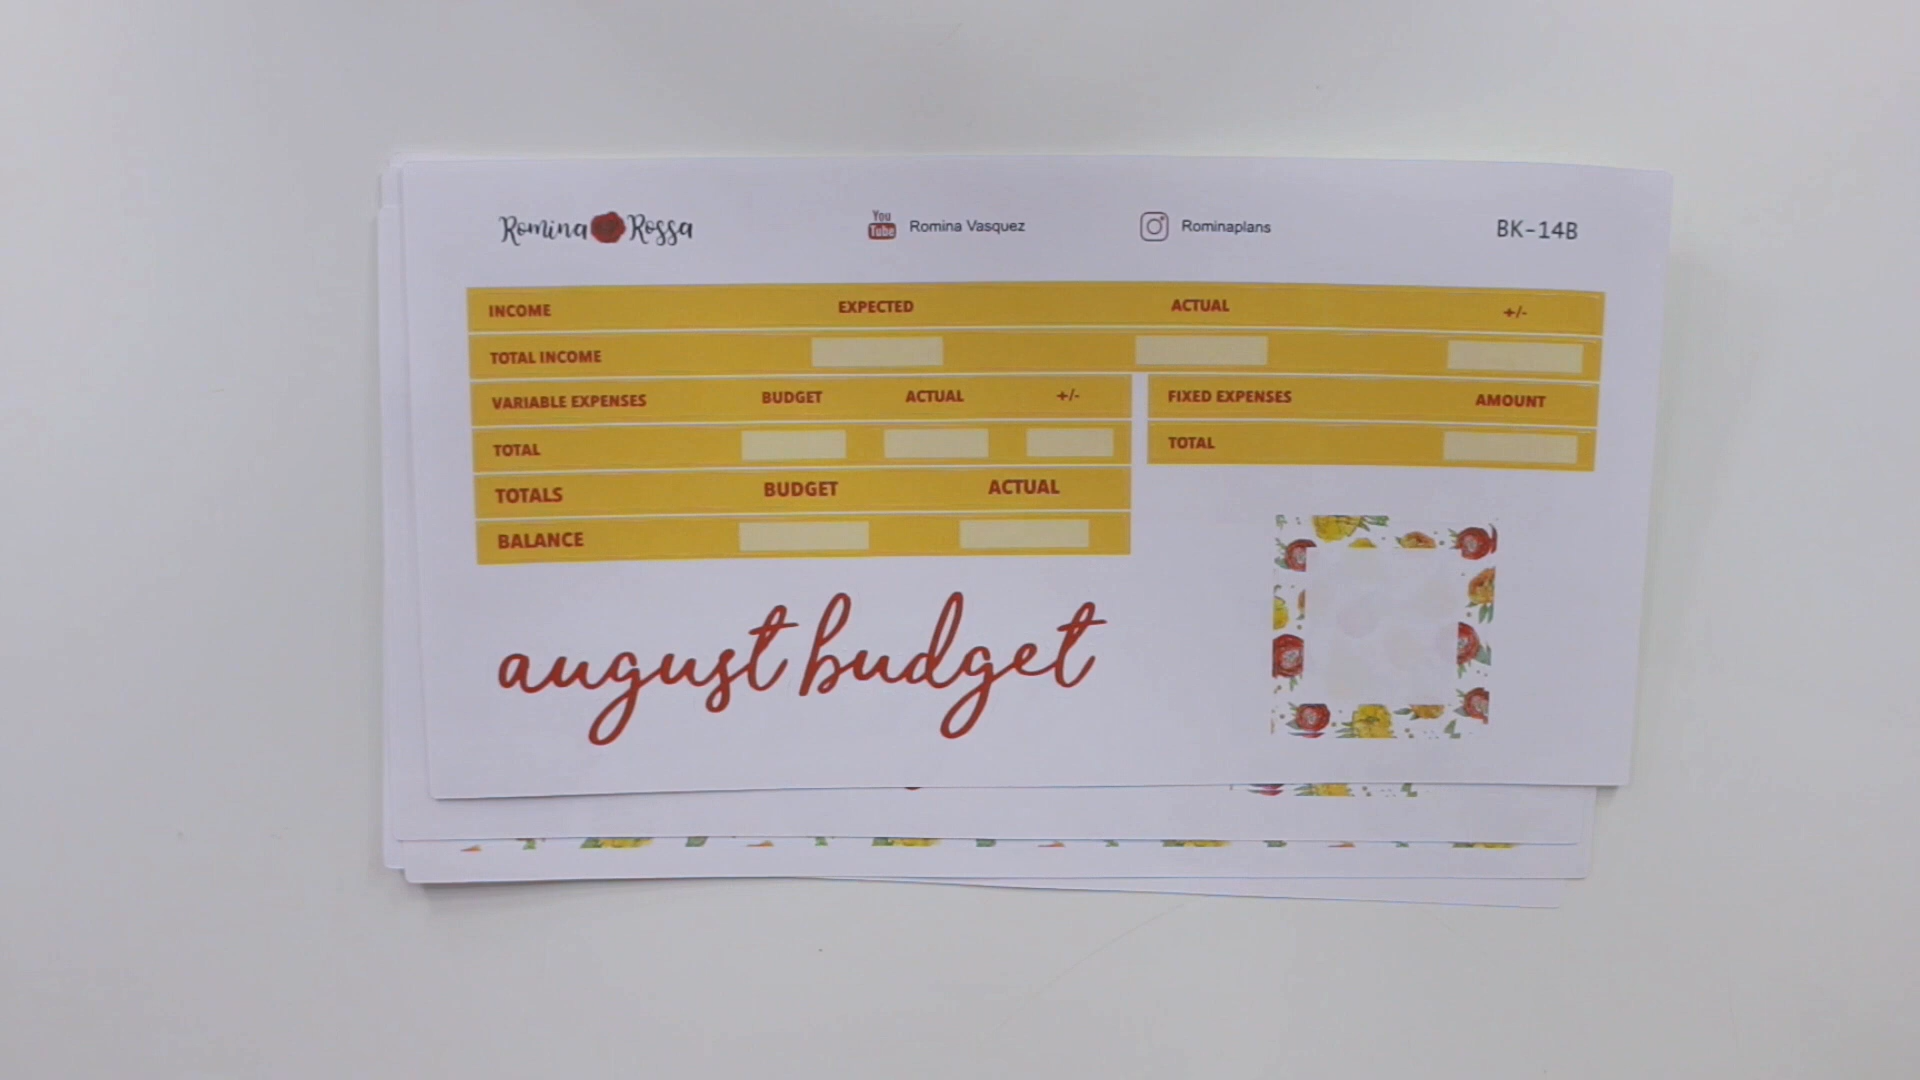 Romina Rossa
You Tube Romina Vasquez
Rominaplans
BK-14B
INCOME EXPECTED ACTUAL +/-
TOTAL INCOME
VARIABLE EXPENSES BUDGET ACTUAL +/-
FIXED EXPENSES AMOUNT
TOTAL
TOTAL
TOTALS BUDGET ACTUAL
BALANCE
august budget